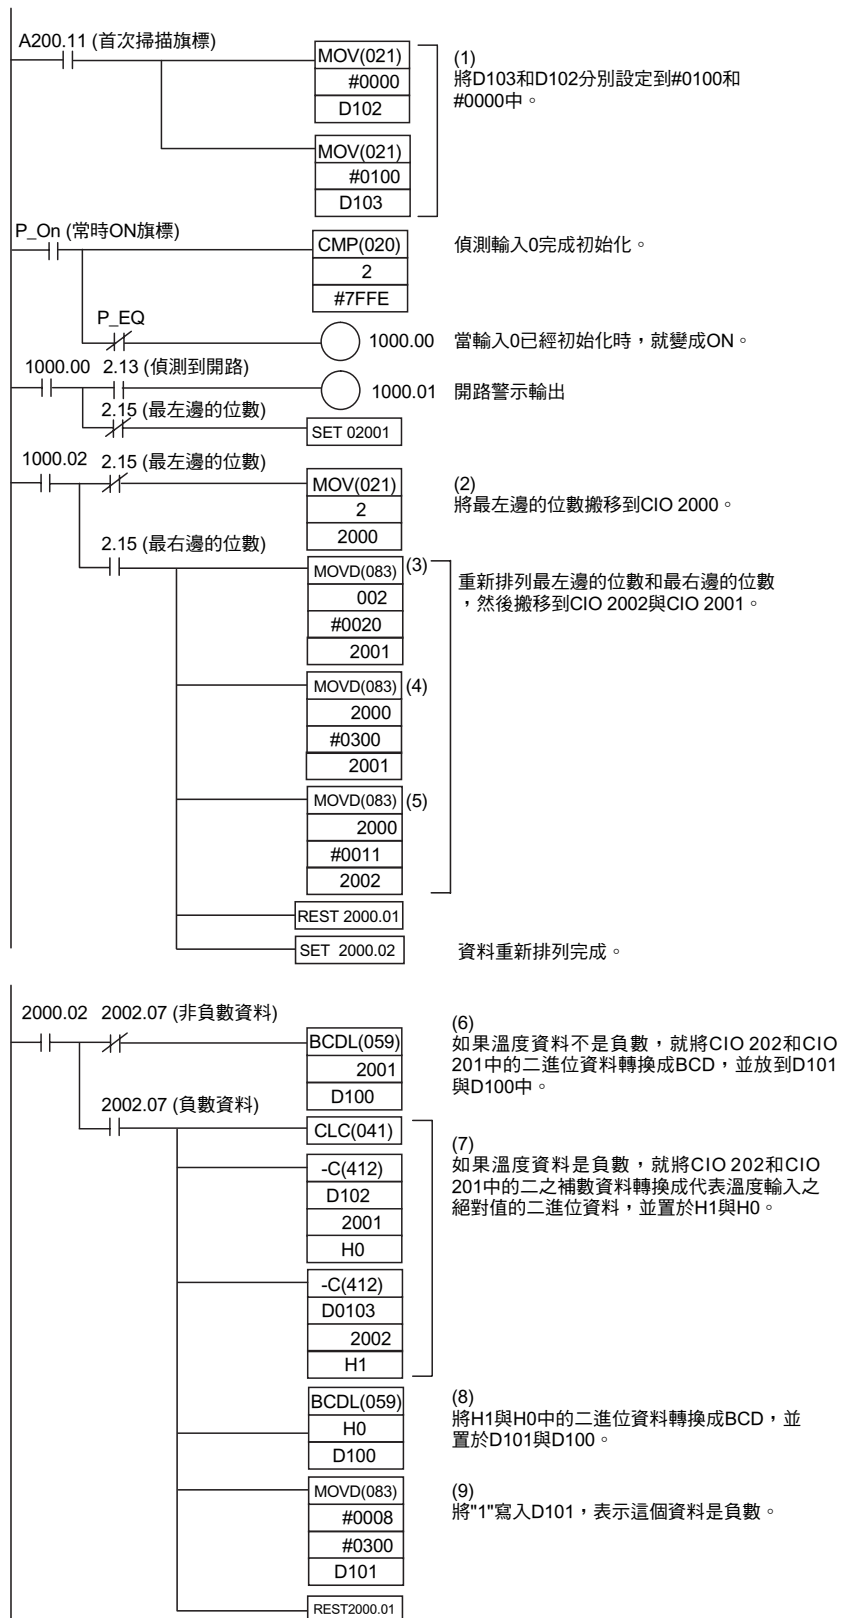 A200.11 (首次掃描旗標)
MOV(021)
#0000
D102
(1)
將D103和D102分別設定到#0100和
#0000中。
MOV(021)
#0100
D103
P_On (常時ON旗標)
CMP(020)
2
#7FFE
偵測輸入0完成初始化。
P_EQ
1000.00
當輸入0已經初始化時，就變成ON。
1000.00
2.13 (偵測到開路)
1000.01
開路警示輸出
2.15 (最左邊的位數)
SET 02001
1000.02
2.15 (最左邊的位數)
MOV(021)
2
2000
(2)
將最左邊的位數搬移到CIO 2000。
2.15 (最右邊的位數)
MOVD(083)
(3)
002
#0020
2001
重新排列最左邊的位數和最右邊的位數
，然後搬移到CIO 2002與CIO 2001。
MOVD(083)
(4)
2000
#0300
2001
MOVD(083)
(5)
2000
#0011
2002
REST 2000.01
SET 2000.02
資料重新排列完成。
2000.02
2002.07 (非負數資料)
BCDL(059)
2001
D100
(6)
如果溫度資料不是負數，就將CIO 202和CIO
201中的二進位資料轉換成BCD，並放到D101
與D100中。
2002.07 (負數資料)
CLC(041)
-C(412)
D102
2001
H0
(7)
如果溫度資料是負數，就將CIO 202和CIO
201中的二之補數資料轉換成代表溫度輸入之
絕對值的二進位資料，並置於H1與H0。
-C(412)
D0103
2002
H1
BCDL(059)
H0
D100
(8)
將H1與H0中的二進位資料轉換成BCD，並
置於D101與D100。
MOVD(083)
#0008
#0300
D101
(9)
將"1"寫入D101，表示這個資料是負數。
REST2000.01